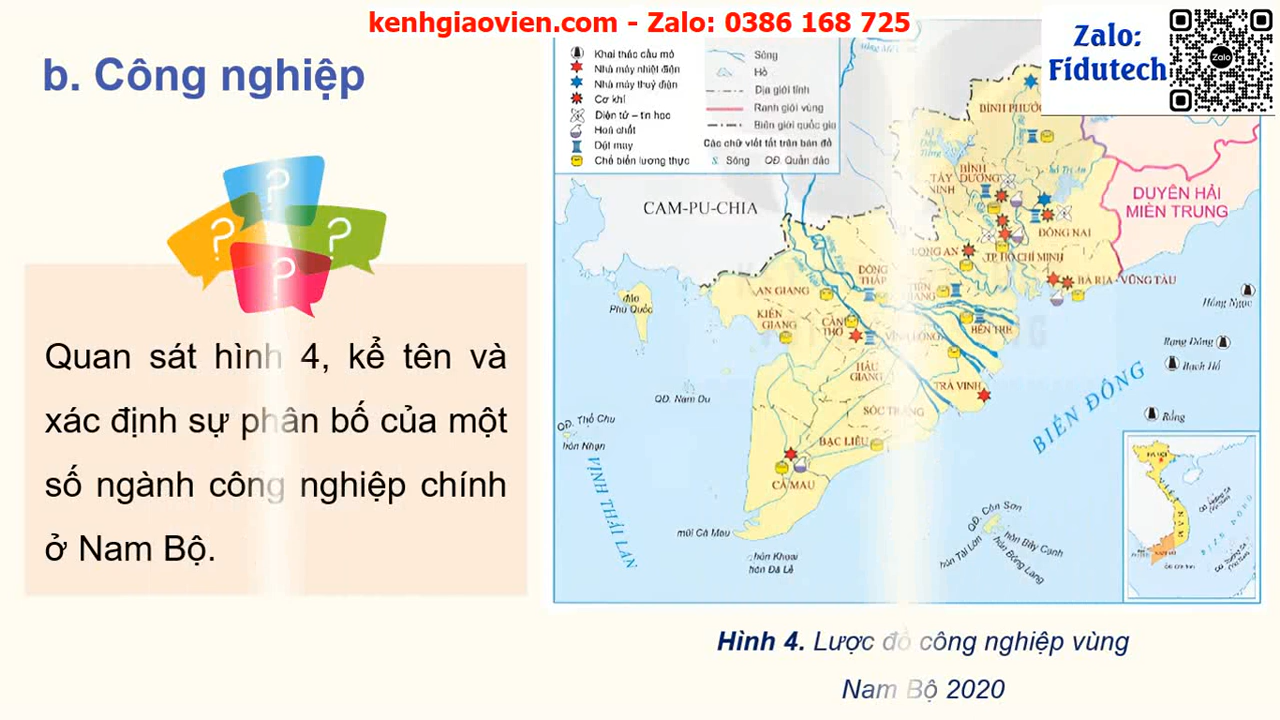 kenhgiaovien.com - Zalo: 0386 168 725
Zalo:
Fidutech
Zalo
b. Công nghiệp
Quan sát hình 4, kể tên và
xác định sự phân bố của một
số ngành công nghiệp chính
ở Nam Bộ.
Khai thác dầu mỏ
Nhà máy nhiệt điện
Nhà máy thuỷ điện
Cơ khí
Điện tử – tin học
Hoá chất
Dệt may
Chế biến lương thực
Sông
Hồ
Địa giới tỉnh
Ranh giới vùng
Biên giới quốc gia
Các chữ viết tắt trên bản đồ
S. Sông QĐ. Quần đảo
CAM-PU-CHIA
BÌNH PHƯỚC
TÂY
NINH
BÌNH
DƯƠNG
DUYÊN HẢI
MIỀN TRUNG
ĐỒNG NAI
LONG AN
TP. HỒ CHÍ MINH
BÀ RỊA - VŨNG TÀU
ĐỒNG
THÁP
AN GIANG
TIỀN
GIANG
đảo
Phú Quốc
KIÊN
GIANG
CẦN
THƠ
VĨNH LONG
BẾN TRE
Hồng Ngọc
Rạng Đông
Bạch Hổ
HẬU
GIANG
TRÀ VINH
QĐ. Nam Du
SÓC TRĂNG
Rồng
BIỂN ĐÔNG
QĐ. Thổ Chu
hòn Nhạn
BẠC LIÊU
CÀ MAU
VỊNH THÁI LAN
mũi Cà Mau
hòn Khoai
hòn Đá Lẻ
QĐ. Côn Sơn
hòn Bảy Cạnh
hòn Bông Lang
hòn Tài Lớn
HÀ NỘI
VIỆT NAM
Hình 4. Lược đồ công nghiệp vùng
Nam Bộ 2020